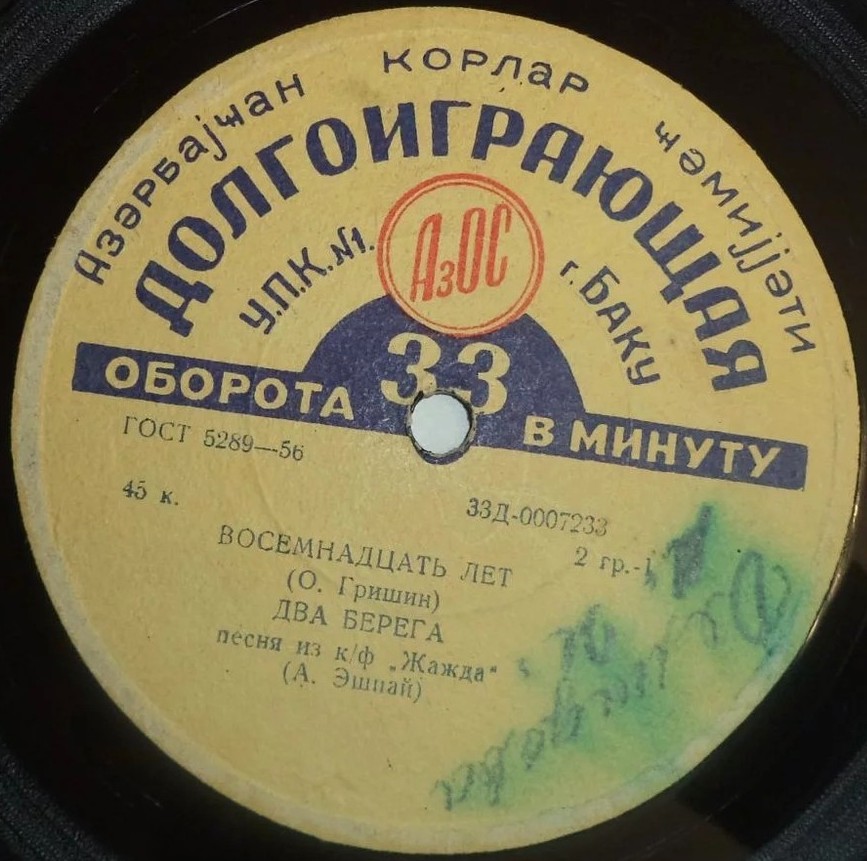 Азәрбајҹан корлар ҹәмијјәти
ДОЛГОИГРАЮЩАЯ
У.П.К. №1. г. БАКУ
АзОС
33
ОБОРОТА В МИНУТУ
ГОСТ 5289—56
45 к. 33Д-0007233
2 гр.-1
ВОСЕМНАДЦАТЬ ЛЕТ
(О. Гришин)
ДВА БЕРЕГА
песня из к/ф „Жажда"
(А. Эшпай)